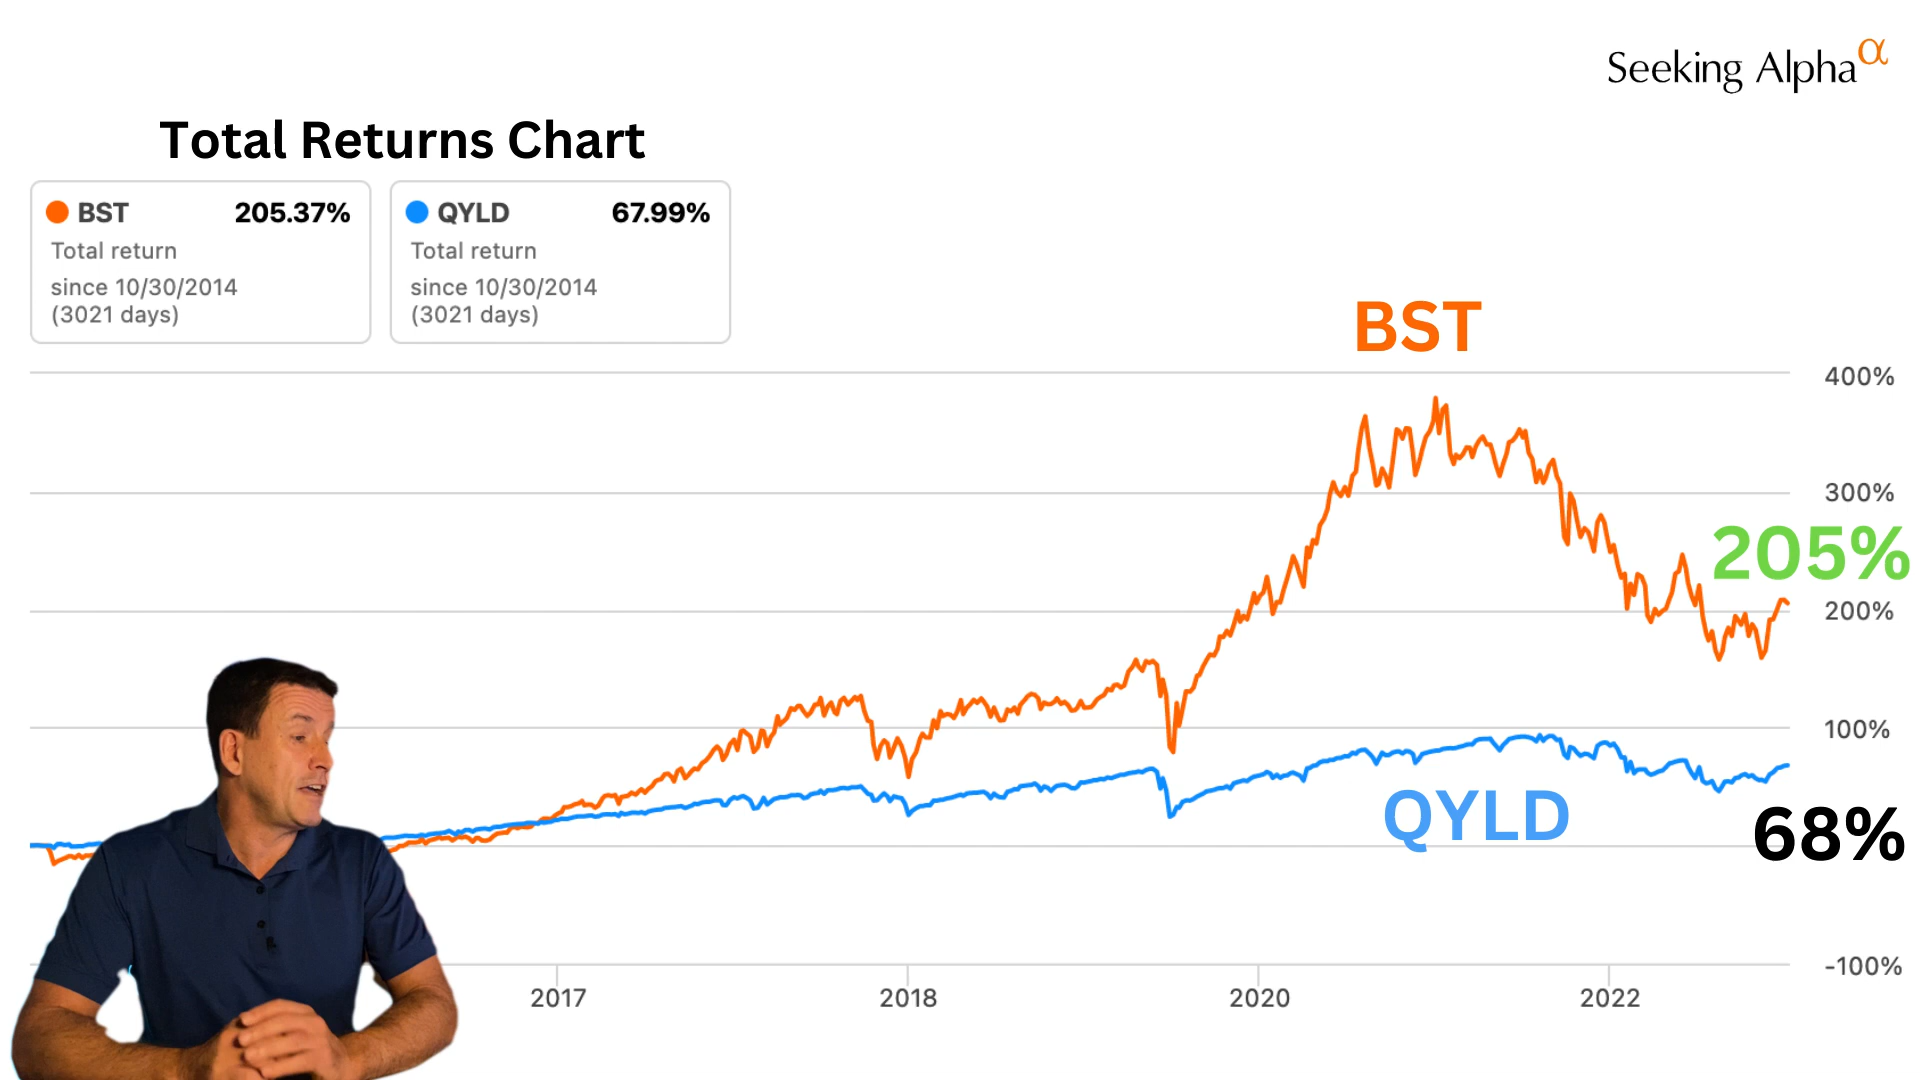 Seeking Alpha α
Total Returns Chart
BST 205.37%
Total return
since 10/30/2014
(3021 days)
QYLD 67.99%
Total return
since 10/30/2014
(3021 days)
BST
400%
300%
205%
200%
100%
QYLD
68%
-100%
2017 2018 2020 2022